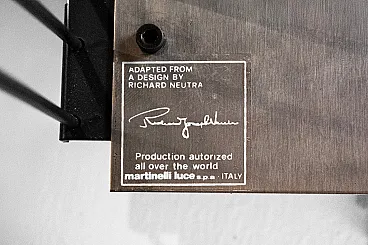 ADAPTED FROM
A DESIGN BY
RICHARD NEUTRA
Production autorized
all over the world
martinelli luce s.p.a · ITALY